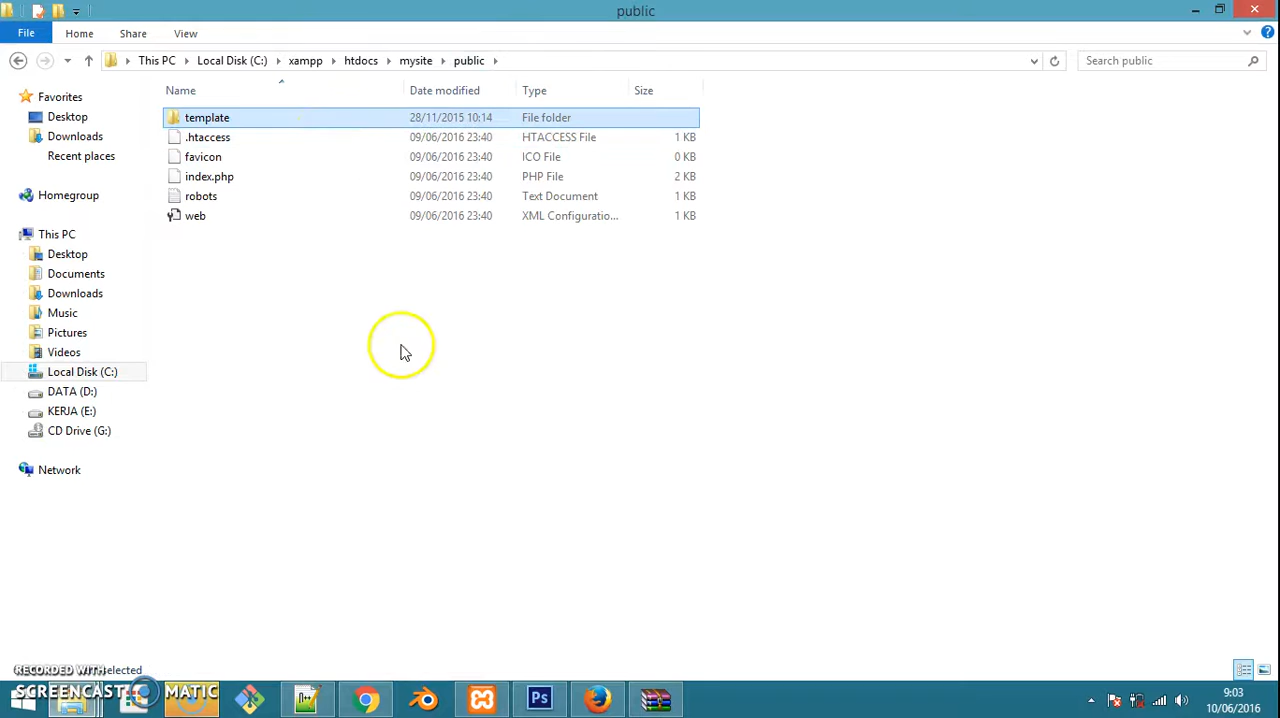 public
File Home Share View
This PC Local Disk (C:) xampp htdocs mysite public Search public
Name Date modified Type Size
template 28/11/2015 10:14 File folder
.htaccess 09/06/2016 23:40 HTACCESS File 1 KB
favicon 09/06/2016 23:40 ICO File 0 KB
index.php 09/06/2016 23:40 PHP File 2 KB
robots 09/06/2016 23:40 Text Document 1 KB
web 09/06/2016 23:40 XML Configuratio... 1 KB
Favorites
Desktop
Downloads
Recent places
Homegroup
This PC
Desktop
Documents
Downloads
Music
Pictures
Videos
Local Disk (C:)
DATA (D:)
KERJA (E:)
CD Drive (G:)
Network
RECORDED WITH selected
SCREENCAST MATIC
Ps
9:03
10/06/2016